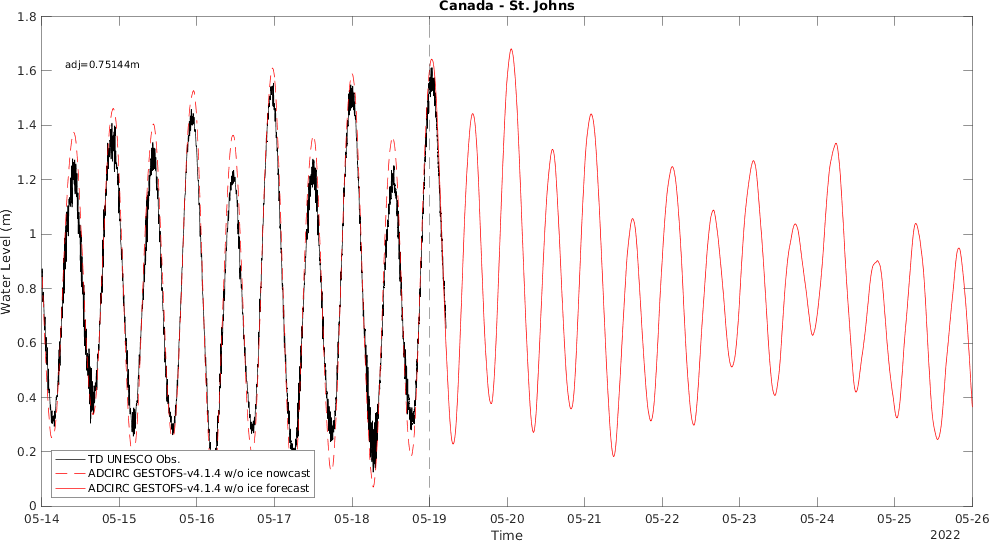 Canada - St. Johns
1.8
adj=0.75144m
1.6
1.4
1.2
1
0.8
0.6
0.4
0.2
0
Water Level (m)
TD UNESCO Obs.
ADCIRC GESTOFS-v4.1.4 w/o ice nowcast
ADCIRC GESTOFS-v4.1.4 w/o ice forecast
05-14 05-15 05-16 05-17 05-18 05-19 05-20 05-21 05-22 05-23 05-24 05-25 05-26
Time
2022